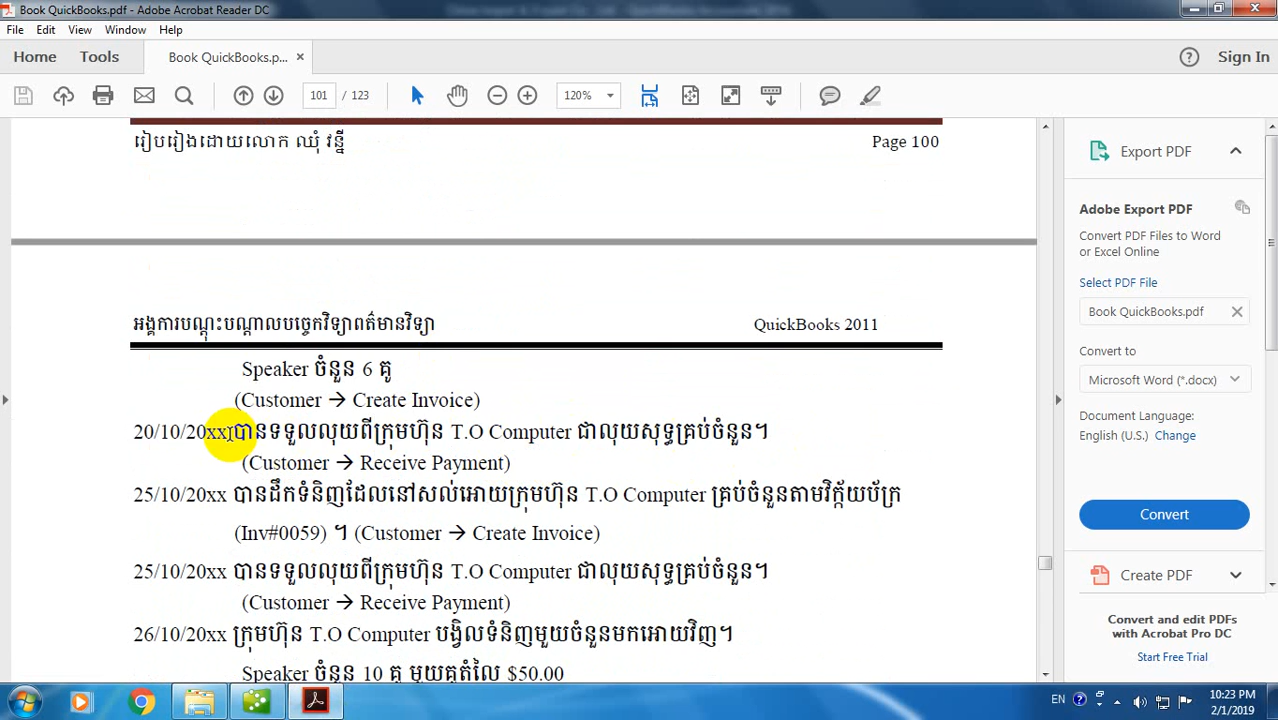 Book QuickBooks.pdf - Adobe Acrobat Reader DC
File Edit View Window Help
Home Tools Book QuickBooks.p... × Sign In
101 / 123 120%
រៀបរៀងដោយលោក ឈុំ វន្នី Page 100
អង្គការបណ្តុះបណ្តាលបច្ចេកវិទ្យាពត៌មានវិទ្យា QuickBooks 2011
Speaker ចំនួន 6 គូ
(Customer → Create Invoice)
20/10/20xx បានទទួលលុយពីក្រុមហ៊ុន T.O Computer ជាលុយសុទ្ធគ្រប់ចំនួន។
(Customer → Receive Payment)
25/10/20xx បានដឹកទំនិញដែលនៅសល់អោយក្រុមហ៊ុន T.O Computer គ្រប់ចំនួនតាមវិក្ក័យប័ក្រ
(Inv#0059) ។ (Customer → Create Invoice)
25/10/20xx បានទទួលលុយពីក្រុមហ៊ុន T.O Computer ជាលុយសុទ្ធគ្រប់ចំនួន។
(Customer → Receive Payment)
26/10/20xx ក្រុមហ៊ុន T.O Computer បង្វិលទំនិញមួយចំនួនមកអោយវិញ។
Speaker ចំនួន 10 គូ មួយគូតំលៃ $50.00
Export PDF
Adobe Export PDF
Convert PDF Files to Word
or Excel Online
Select PDF File
Book QuickBooks.pdf
Convert to
Microsoft Word (*.docx)
Document Language:
English (U.S.) Change
Convert
Create PDF
Convert and edit PDFs
with Acrobat Pro DC
Start Free Trial
EN 10:23 PM
2/1/2019